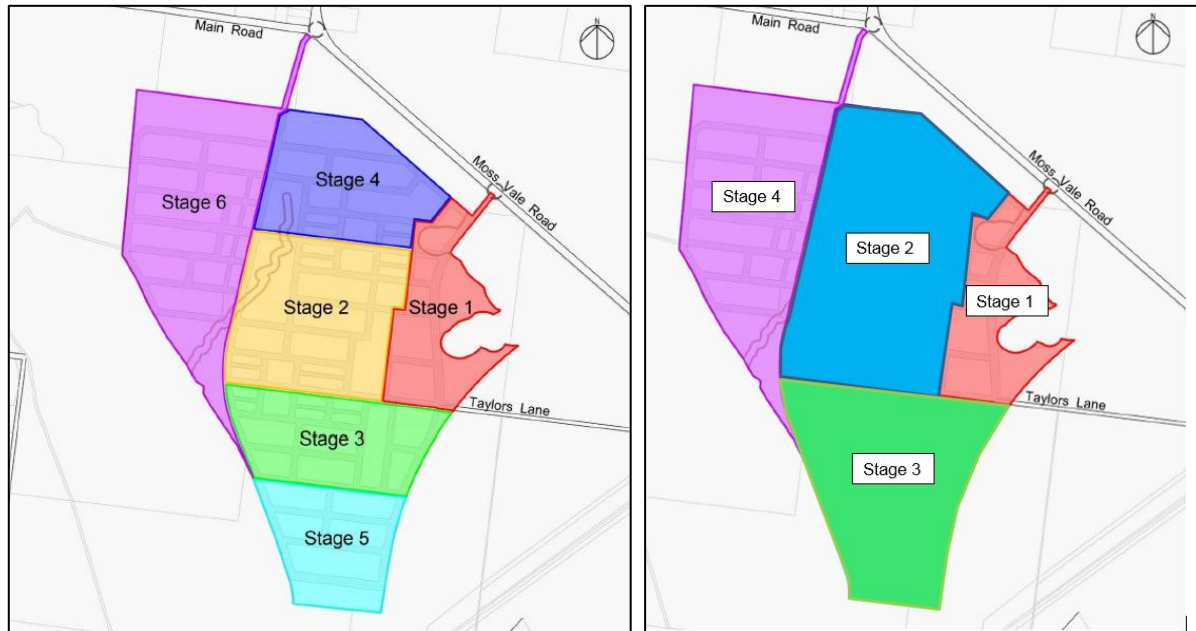 Main Road
N
Moss Vale Road
Stage 4
Stage 6
Stage 2
Stage 1
Taylors Lane
Stage 3
Stage 5
Main Road
N
Moss Vale Road
Stage 4
Stage 2
Stage 1
Taylors Lane
Stage 3